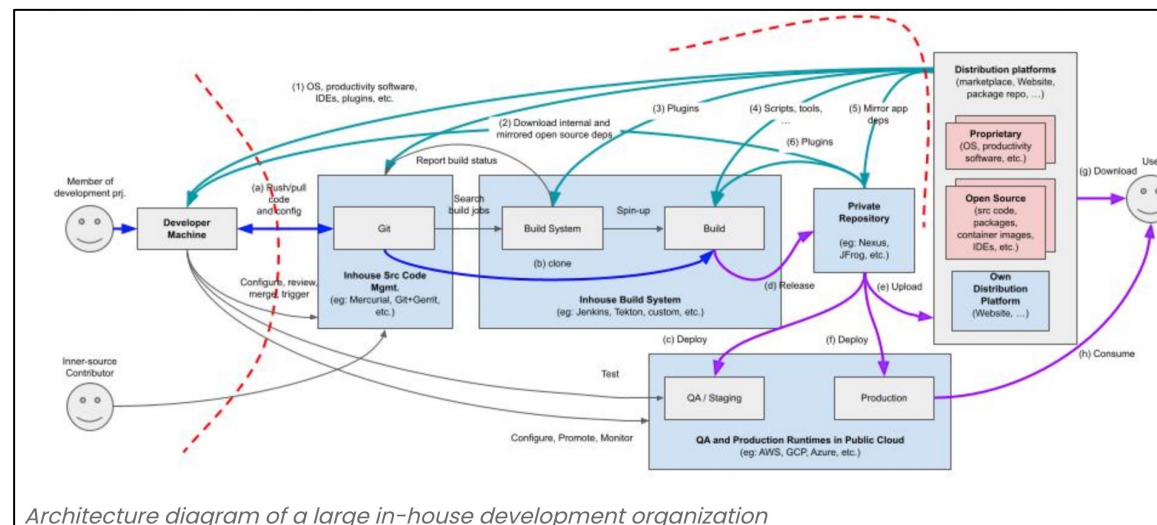 (1) OS, productivity software,
IDEs, plugins, etc.
(2) Download internal and
mirrored open source deps
(3) Plugins
(4) Scripts, tools,
...
(5) Mirror app
deps
(6) Plugins
Distribution platforms
(marketplace, Website,
package repo, ...)
Proprietary
(OS, productivity
software, etc.)
Open Source
(src code,
packages,
container images,
IDEs, etc.)
Own
Distribution
Platform
(Website, ...)
(g) Download
Use
Member of
development prj.
Developer
Machine
(a) Push/pull
code
and config
Report build status
Git
Inhouse Src Code
Mgmt.
(eg: Mercurial, Git+Gerrit,
etc.)
Search
build jobs
Build System
Spin-up
Build
(b) clone
Inhouse Build System
(eg: Jenkins, Tekton, custom, etc.)
Private
Repository
(eg: Nexus,
JFrog, etc.)
(d) Release
(e) Upload
Configure, review,
merge, trigger
Inner-source
Contributor
(c) Deploy
(f) Deploy
(h) Consume
Test
QA / Staging
Production
Configure, Promote, Monitor
QA and Production Runtimes in Public Cloud
(eg: AWS, GCP, Azure, etc.)
Architecture diagram of a large in-house development organization